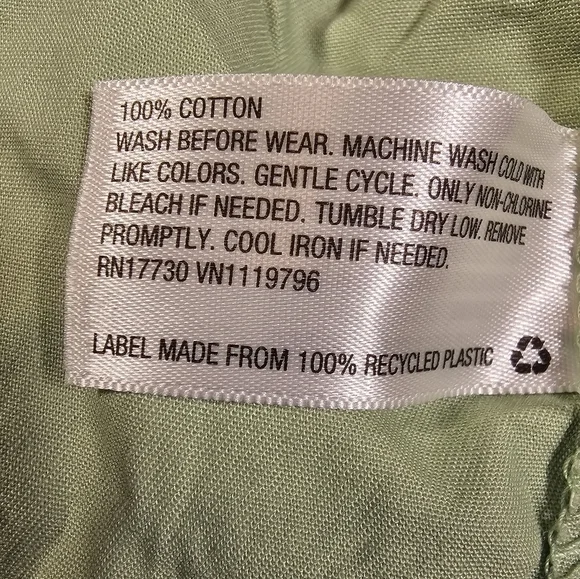 100% COTTON
WASH BEFORE WEAR. MACHINE WASH COLD WITH
LIKE COLORS. GENTLE CYCLE. ONLY NON-CHLORINE
BLEACH IF NEEDED. TUMBLE DRY LOW. REMOVE
PROMPTLY. COOL IRON IF NEEDED.
RN17730 VN1119796
LABEL MADE FROM 100% RECYCLED PLASTIC